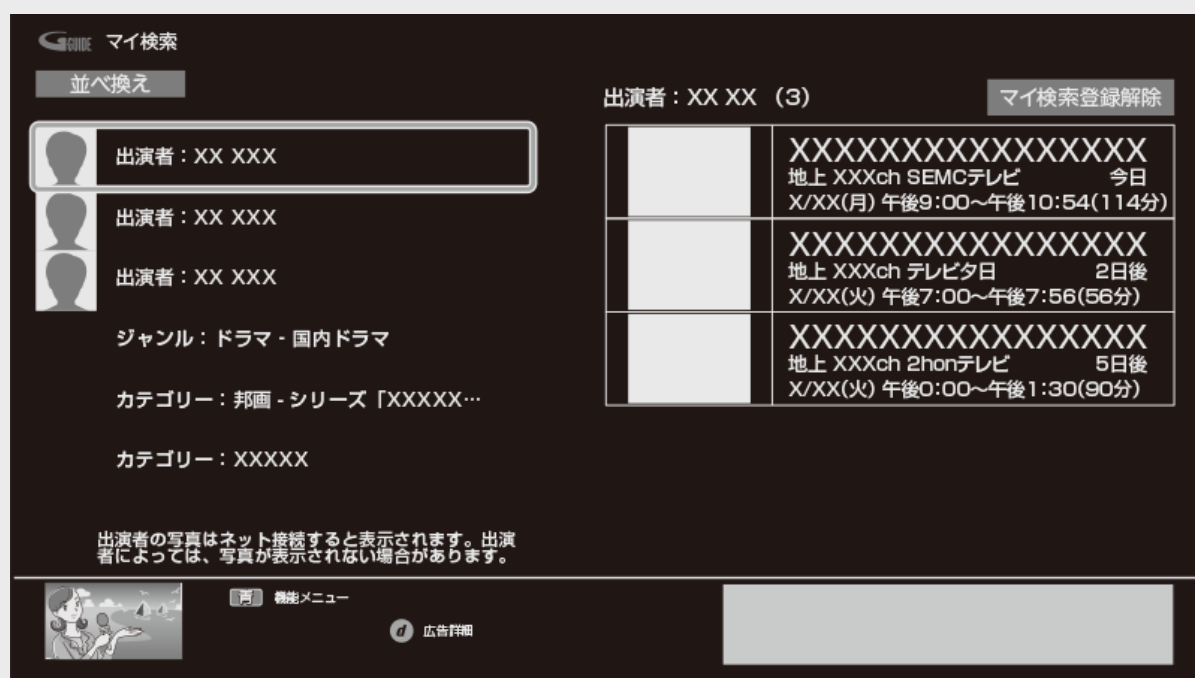 GGUIDE マイ検索
並べ換え
出演者：XX XXX
出演者：XX XXX
出演者：XX XXX
ジャンル：ドラマ - 国内ドラマ
カテゴリー：邦画 - シリーズ「XXXXX…
カテゴリー：XXXXX
出演者の写真はネット接続すると表示されます。出演
者によっては、写真が表示されない場合があります。
出演者：XX XX （3）
マイ検索登録解除
XXXXXXXXXXXXXXXX
地上 XXXch SEMCテレビ 今日
X/XX(月) 午後9:00～午後10:54(114分)
XXXXXXXXXXXXXXXX
地上 XXXch テレビタ日 2日後
X/XX(火) 午後7:00～午後7:56(56分)
XXXXXXXXXXXXXXXX
地上 XXXch 2honテレビ 5日後
X/XX(火) 午後0:00～午後1:30(90分)
青 機能メニュー
d 広告詳細